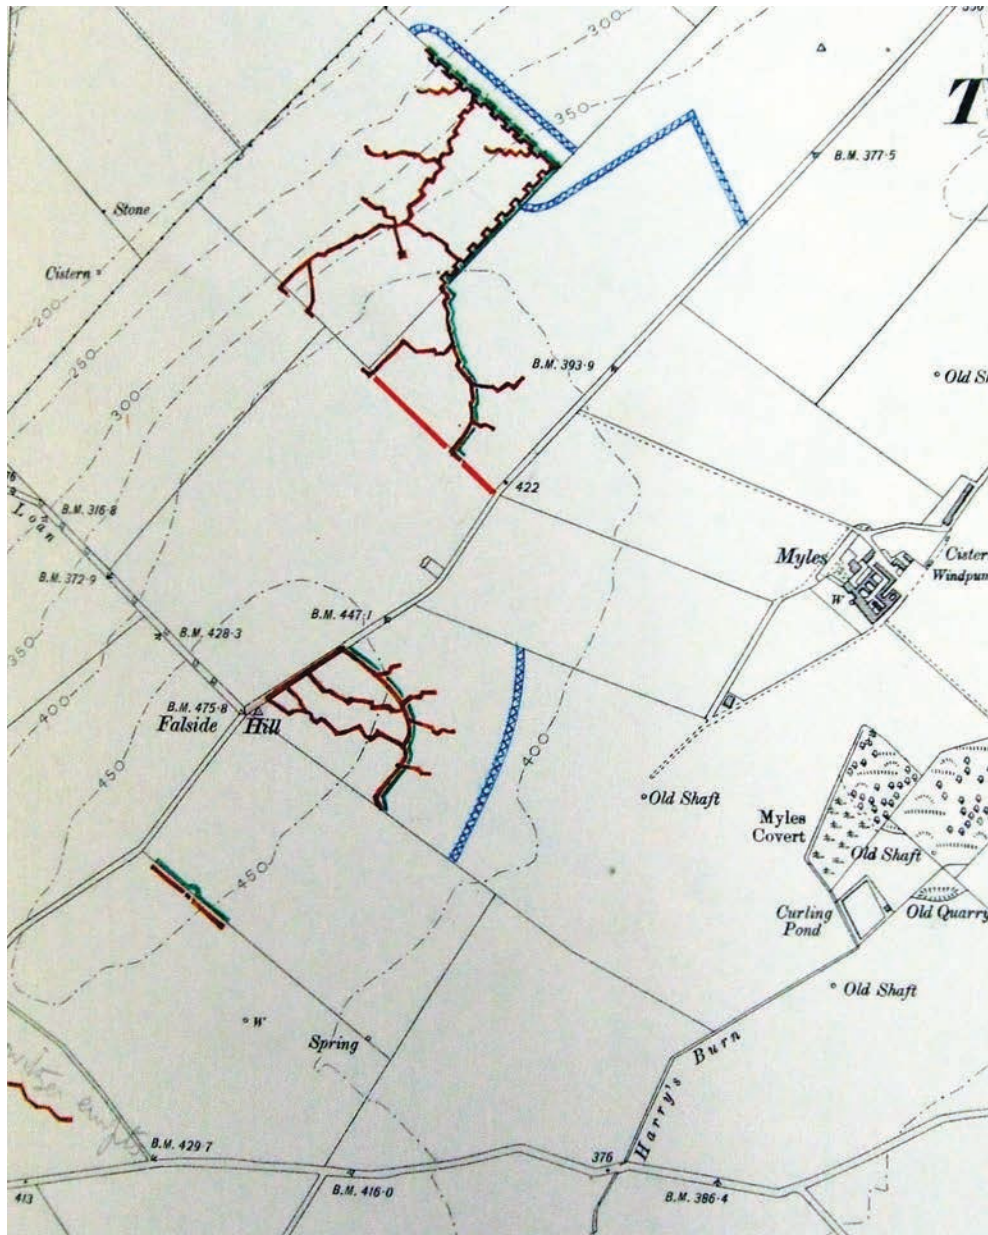 300
T
350
B.M. 377·5
Stone
Cistern
200
250
300
B.M. 393·9
Old
422
B.M. 316·8
Loan
Myles
Cister
Windpum
W
B.M. 372·9
B.M. 447·1
B.M. 428·3
350
400
B.M. 475·8
Falside Hill
400
450
Old Shaft
Myles
Covert
Old Shaft
450
Curling
Pond
Old Quarry
Old Shaft
W
Spring
Harry's Burn
B.M. 429·7
376
413
B.M. 416·0
B.M. 386·4